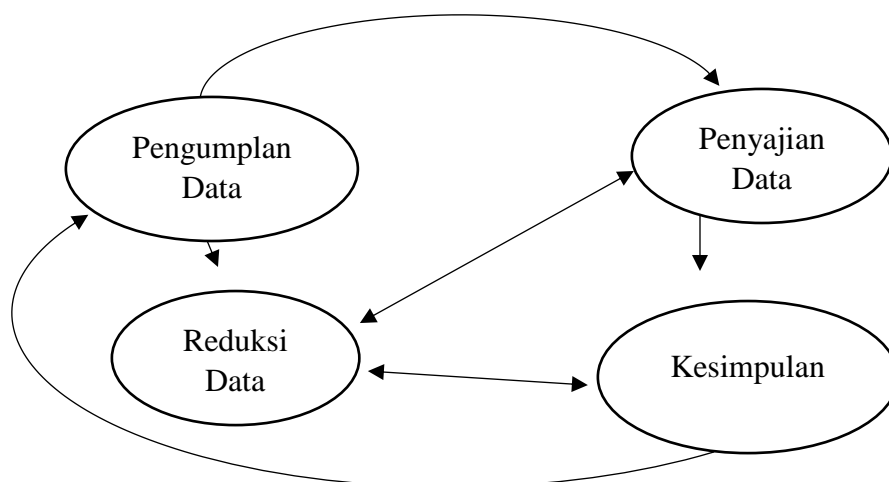 Pengumplan
Data
Penyajian
Data
Reduksi
Data
Kesimpulan